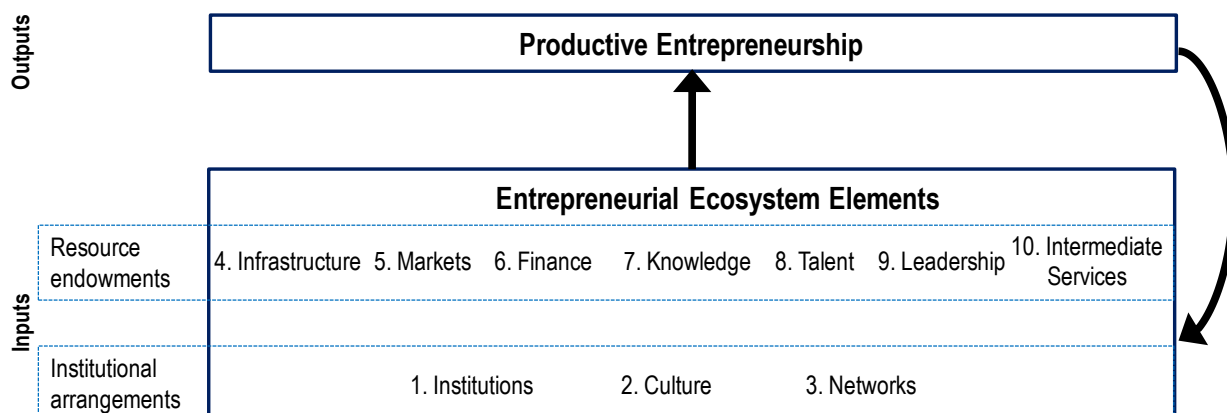 Outputs
Productive Entrepreneurship
Entrepreneurial Ecosystem Elements
Inputs
Resource
endowments
4. Infrastructure
5. Markets
6. Finance
7. Knowledge
8. Talent
9. Leadership
10. Intermediate
Services
Institutional
arrangements
1. Institutions
2. Culture
3. Networks